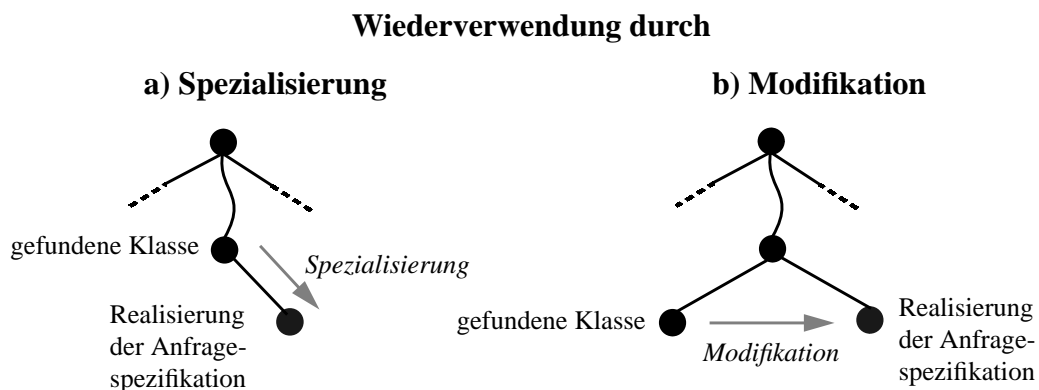 Wiederverwendung durch
a) Spezialisierung
gefundene Klasse
Spezialisierung
Realisierung
der Anfrage-
spezifikation
b) Modifikation
gefundene Klasse
Modifikation
Realisierung
der Anfrage-
spezifikation